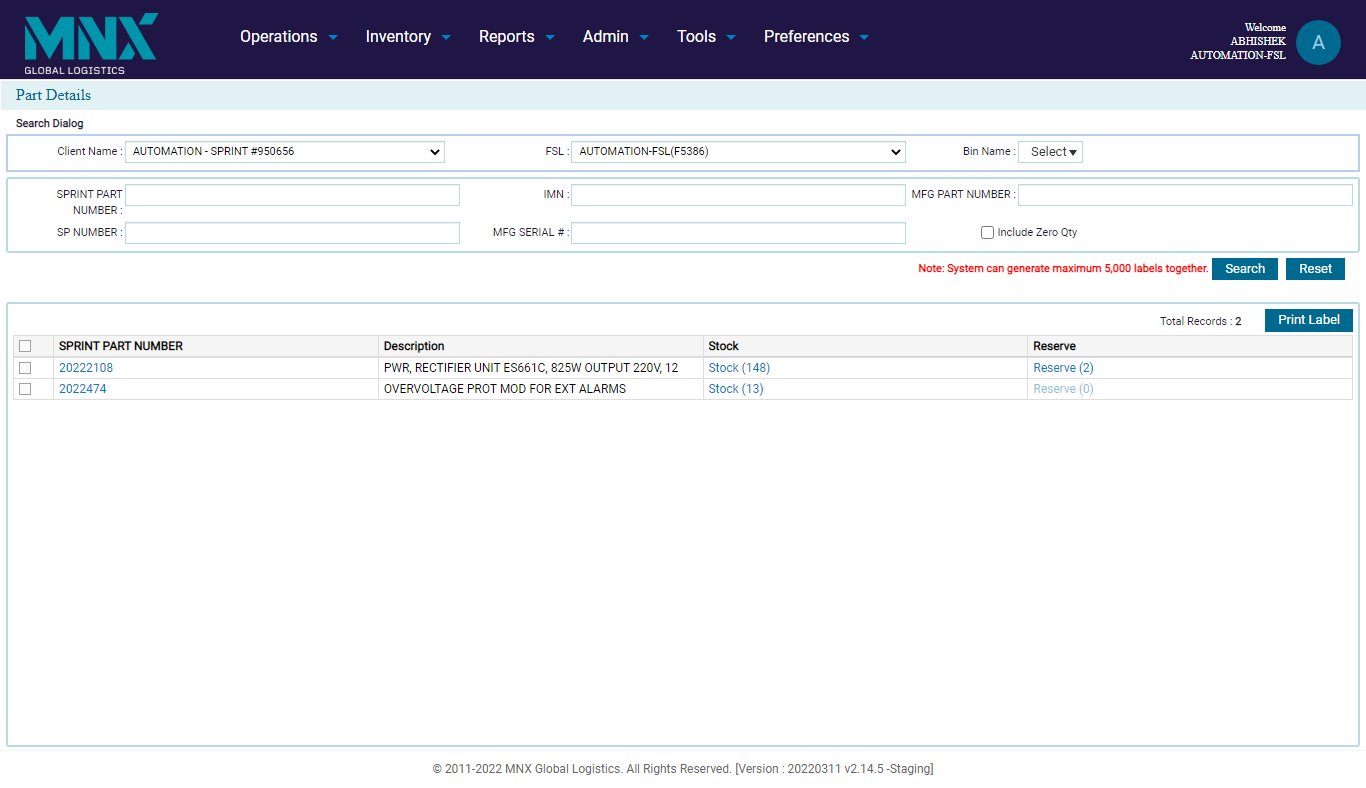 MNX
GLOBAL LOGISTICS
Operations Inventory Reports Admin Tools Preferences
Welcome
ABHISHEK
AUTOMATION-FSL
A
Part Details
Search Dialog
Client Name : AUTOMATION - SPRINT #950656 FSL : AUTOMATION-FSL(F5386) Bin Name : Select
SPRINT PART NUMBER : IMN : MFG PART NUMBER :
SP NUMBER : MFG SERIAL # : Include Zero Qty
Note: System can generate maximum 5,000 labels together. Search Reset
Total Records : 2 Print Label
SPRINT PART NUMBER Description Stock Reserve
20222108 PWR, RECTIFIER UNIT ES661C, 825W OUTPUT 220V, 12 Stock (148) Reserve (2)
2022474 OVERVOLTAGE PROT MOD FOR EXT ALARMS Stock (13) Reserve (0)
© 2011-2022 MNX Global Logistics. All Rights Reserved. [Version : 20220311 v2.14.5 -Staging]